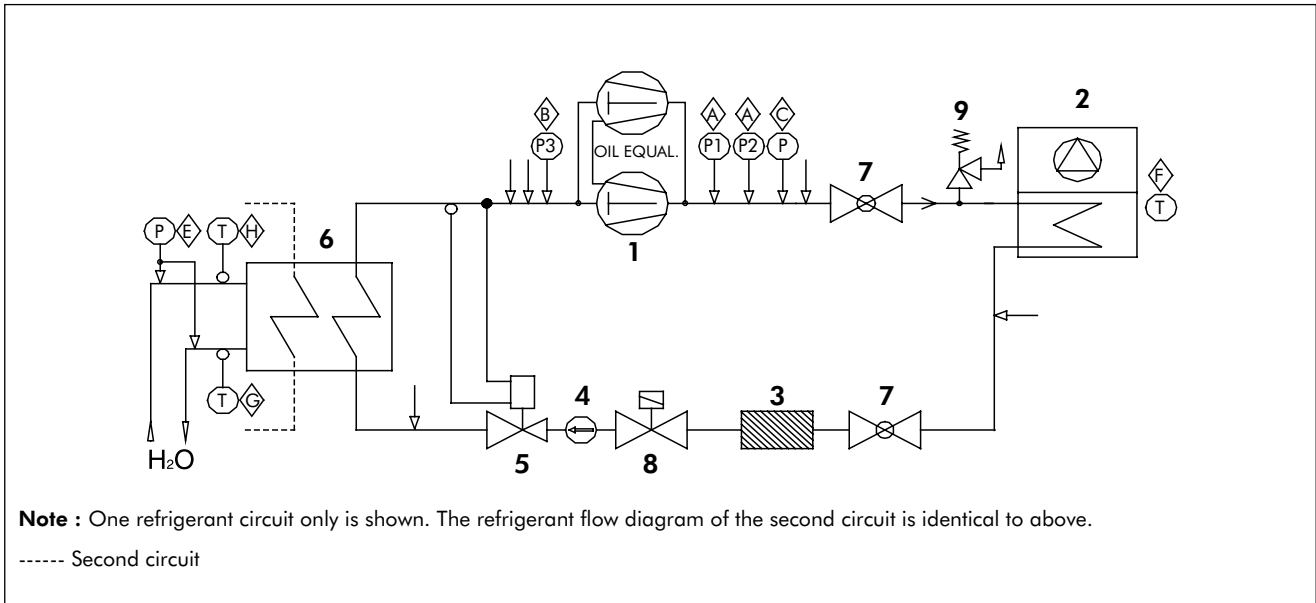 B
A
A
C
9
2
P3
OIL EQUAL.
P1
P2
P
7
F
T
P
E
T
H
6
1
T
G
4
3
7
5
8
H₂O
Note : One refrigerant circuit only is shown. The refrigerant flow diagram of the second circuit is identical to above.
------ Second circuit